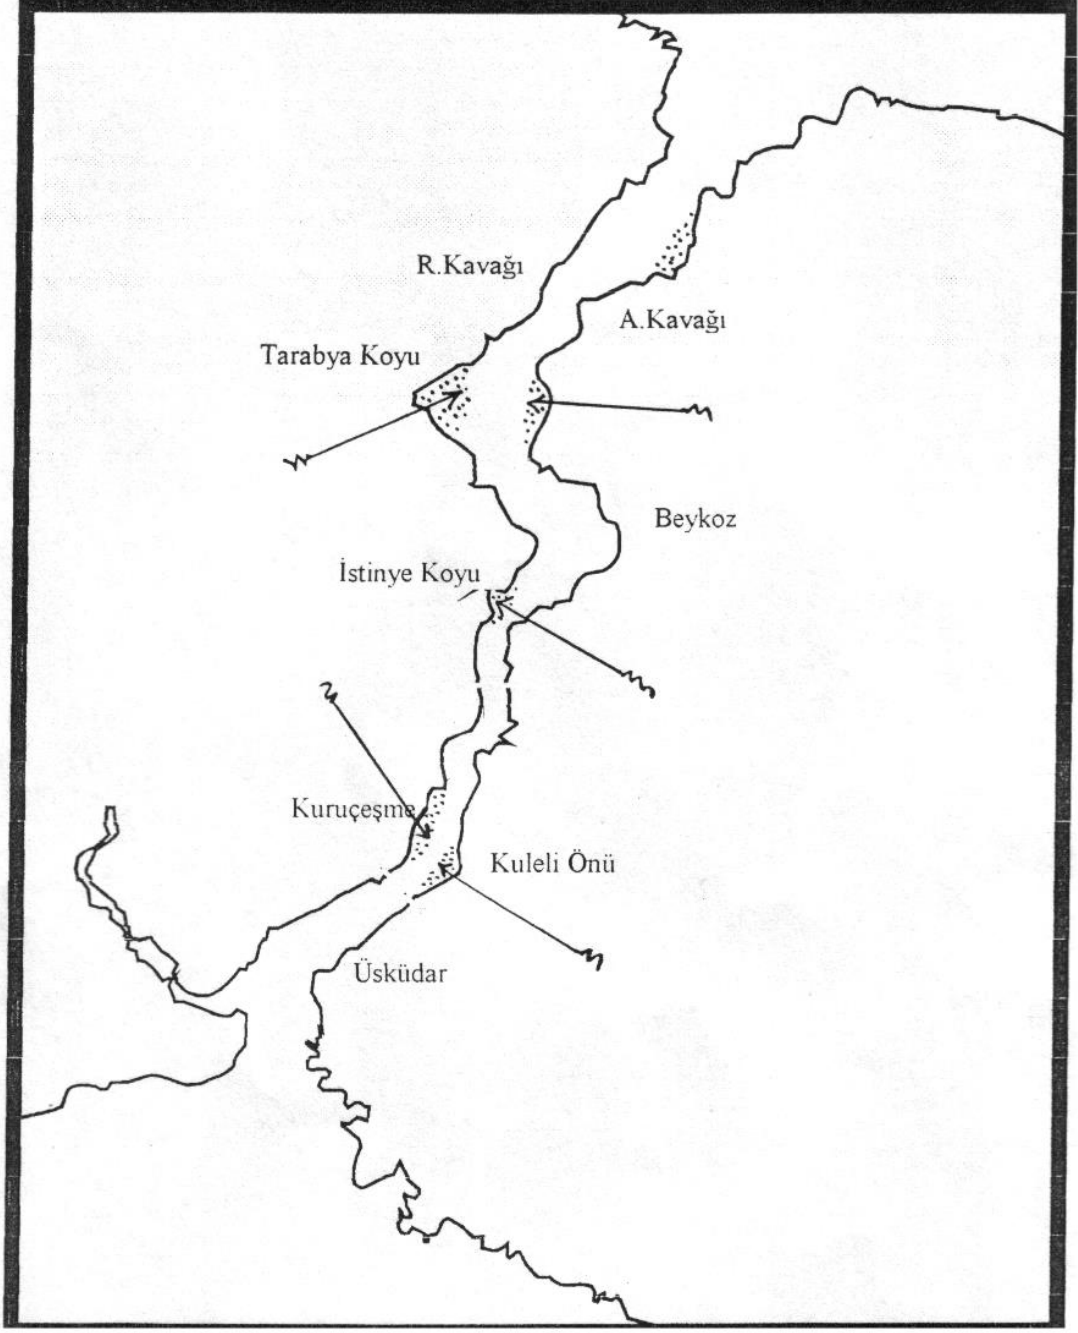 R.Kavağı
A.Kavağı
Tarabya Koyu
Beykoz
İstinye Koyu
Kuruçeşme
Kuleli Önü
Üsküdar